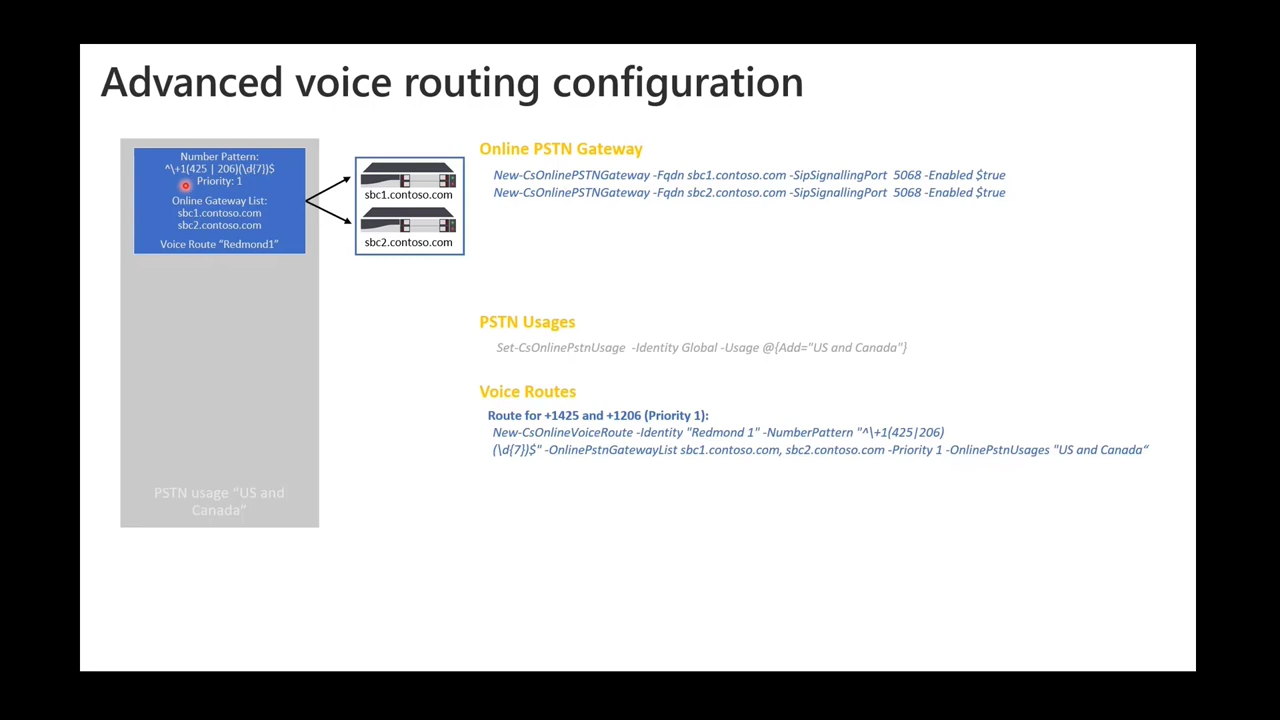 Advanced voice routing configuration
Number Pattern:
^\+1(425 | 206)(\d{7})$
Priority: 1
Online Gateway List:
sbc1.contoso.com
sbc2.contoso.com
Voice Route “Redmond1”
PSTN usage “US and
Canada”
sbc1.contoso.com
sbc2.contoso.com
Online PSTN Gateway
New-CsOnlinePSTNGateway -Fqdn sbc1.contoso.com -SipSignallingPort 5068 -Enabled $true
New-CsOnlinePSTNGateway -Fqdn sbc2.contoso.com -SipSignallingPort 5068 -Enabled $true
PSTN Usages
Set-CsOnlinePstnUsage -Identity Global -Usage @{Add="US and Canada"}
Voice Routes
Route for +1425 and +1206 (Priority 1):
New-CsOnlineVoiceRoute -Identity "Redmond 1" -NumberPattern "^\+1(425|206)
(\d{7})$" -OnlinePstnGatewayList sbc1.contoso.com, sbc2.contoso.com -Priority 1 -OnlinePstnUsages "US and Canada“